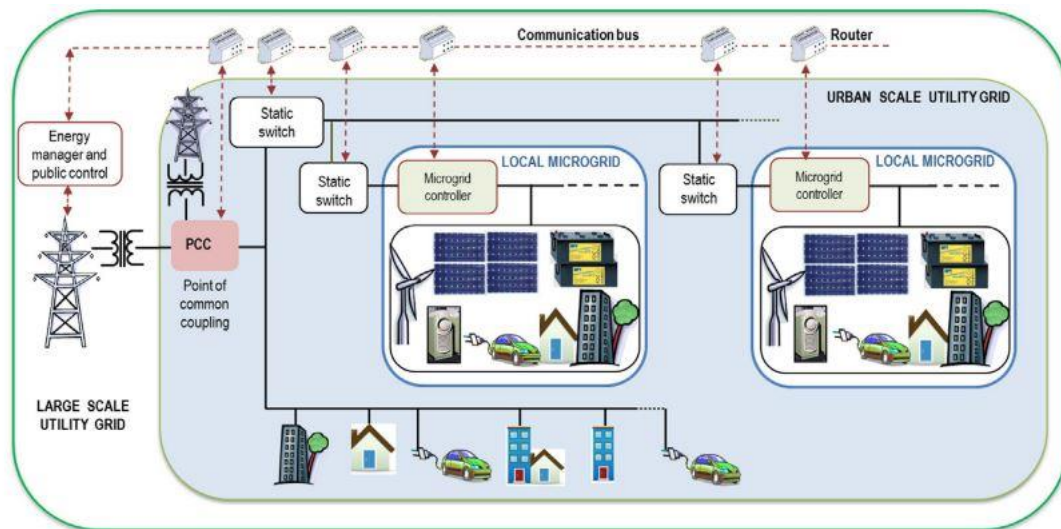 Communication bus
Router
URBAN SCALE UTILITY GRID
Energy
manager and
public control
Static
switch
LOCAL MICROGRID
Static
switch
Microgrid
controller
Static
switch
LOCAL MICROGRID
Microgrid
controller
PCC
Point of
common
coupling
LARGE SCALE
UTILITY GRID